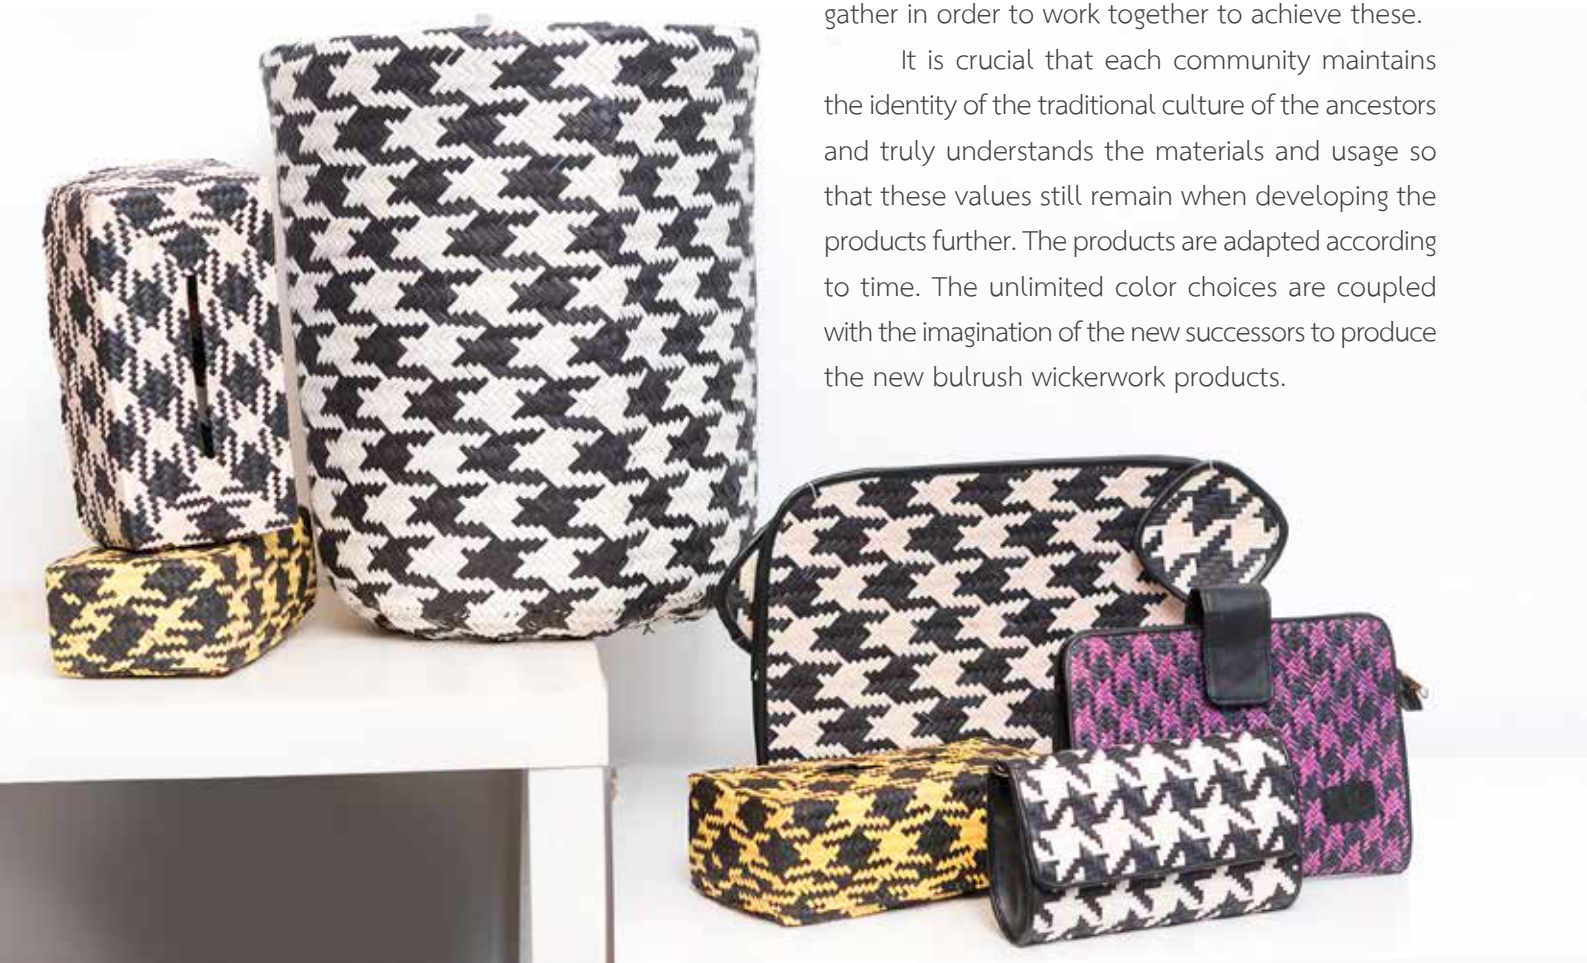 gather in order to work together to achieve these.
It is crucial that each community maintains
the identity of the traditional culture of the ancestors
and truly understands the materials and usage so
that these values still remain when developing the
products further. The products are adapted according
to time. The unlimited color choices are coupled
with the imagination of the new successors to produce
the new bulrush wickerwork products.